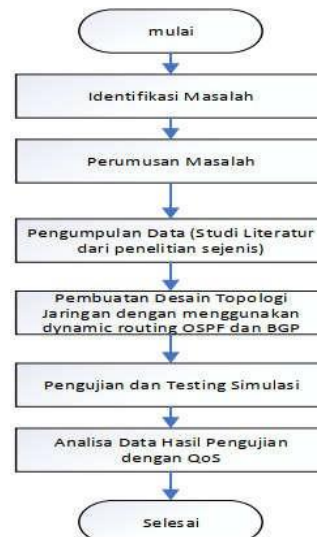 mulai
Identifikasi Masalah
Perumusan Masalah
Pengumpulan Data (Studi Literatur
dari penelitian sejenis)
Pembuatan Desain Topologi
Jaringan dengan menggunakan
dynamic routing OSPF dan BGP
Pengujian dan Testing Simulasi
Analisa Data Hasil Pengujian
dengan QoS
Selesai